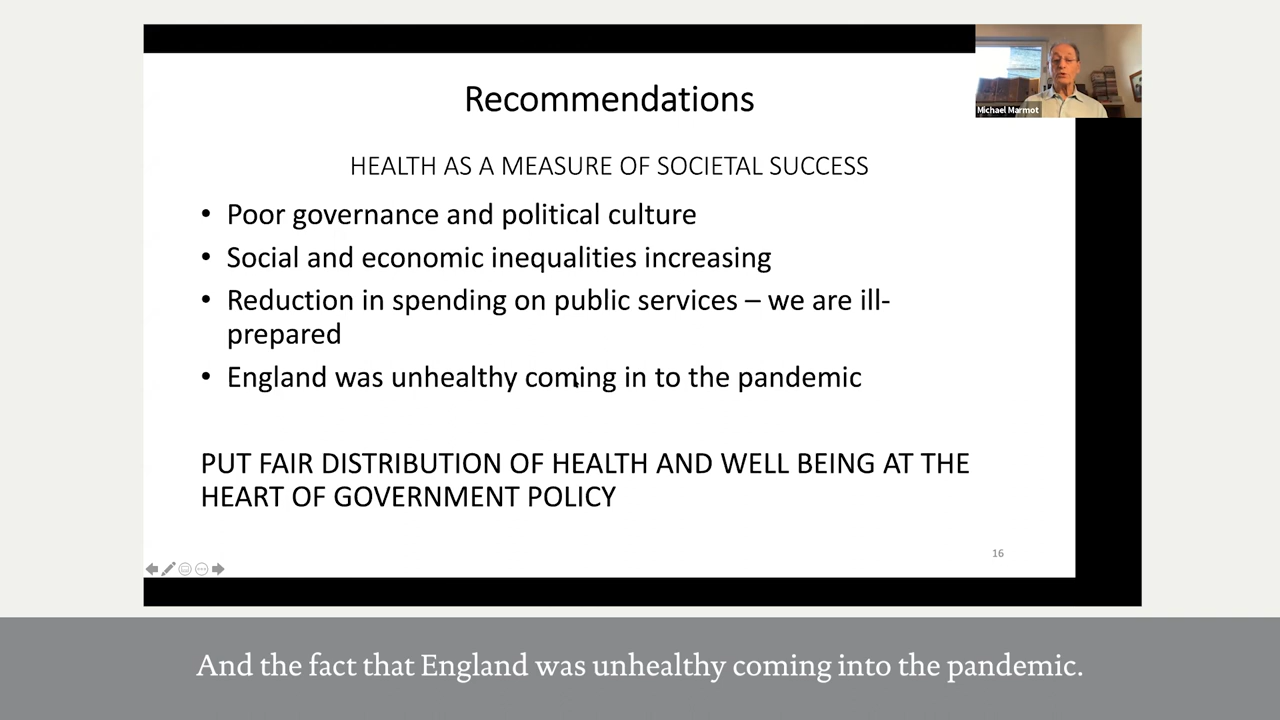 Michael Marmot
Recommendations
HEALTH AS A MEASURE OF SOCIETAL SUCCESS
• Poor governance and political culture
• Social and economic inequalities increasing
• Reduction in spending on public services – we are ill-
prepared
• England was unhealthy coming in to the pandemic
PUT FAIR DISTRIBUTION OF HEALTH AND WELL BEING AT THE
HEART OF GOVERNMENT POLICY
16
And the fact that England was unhealthy coming into the pandemic.